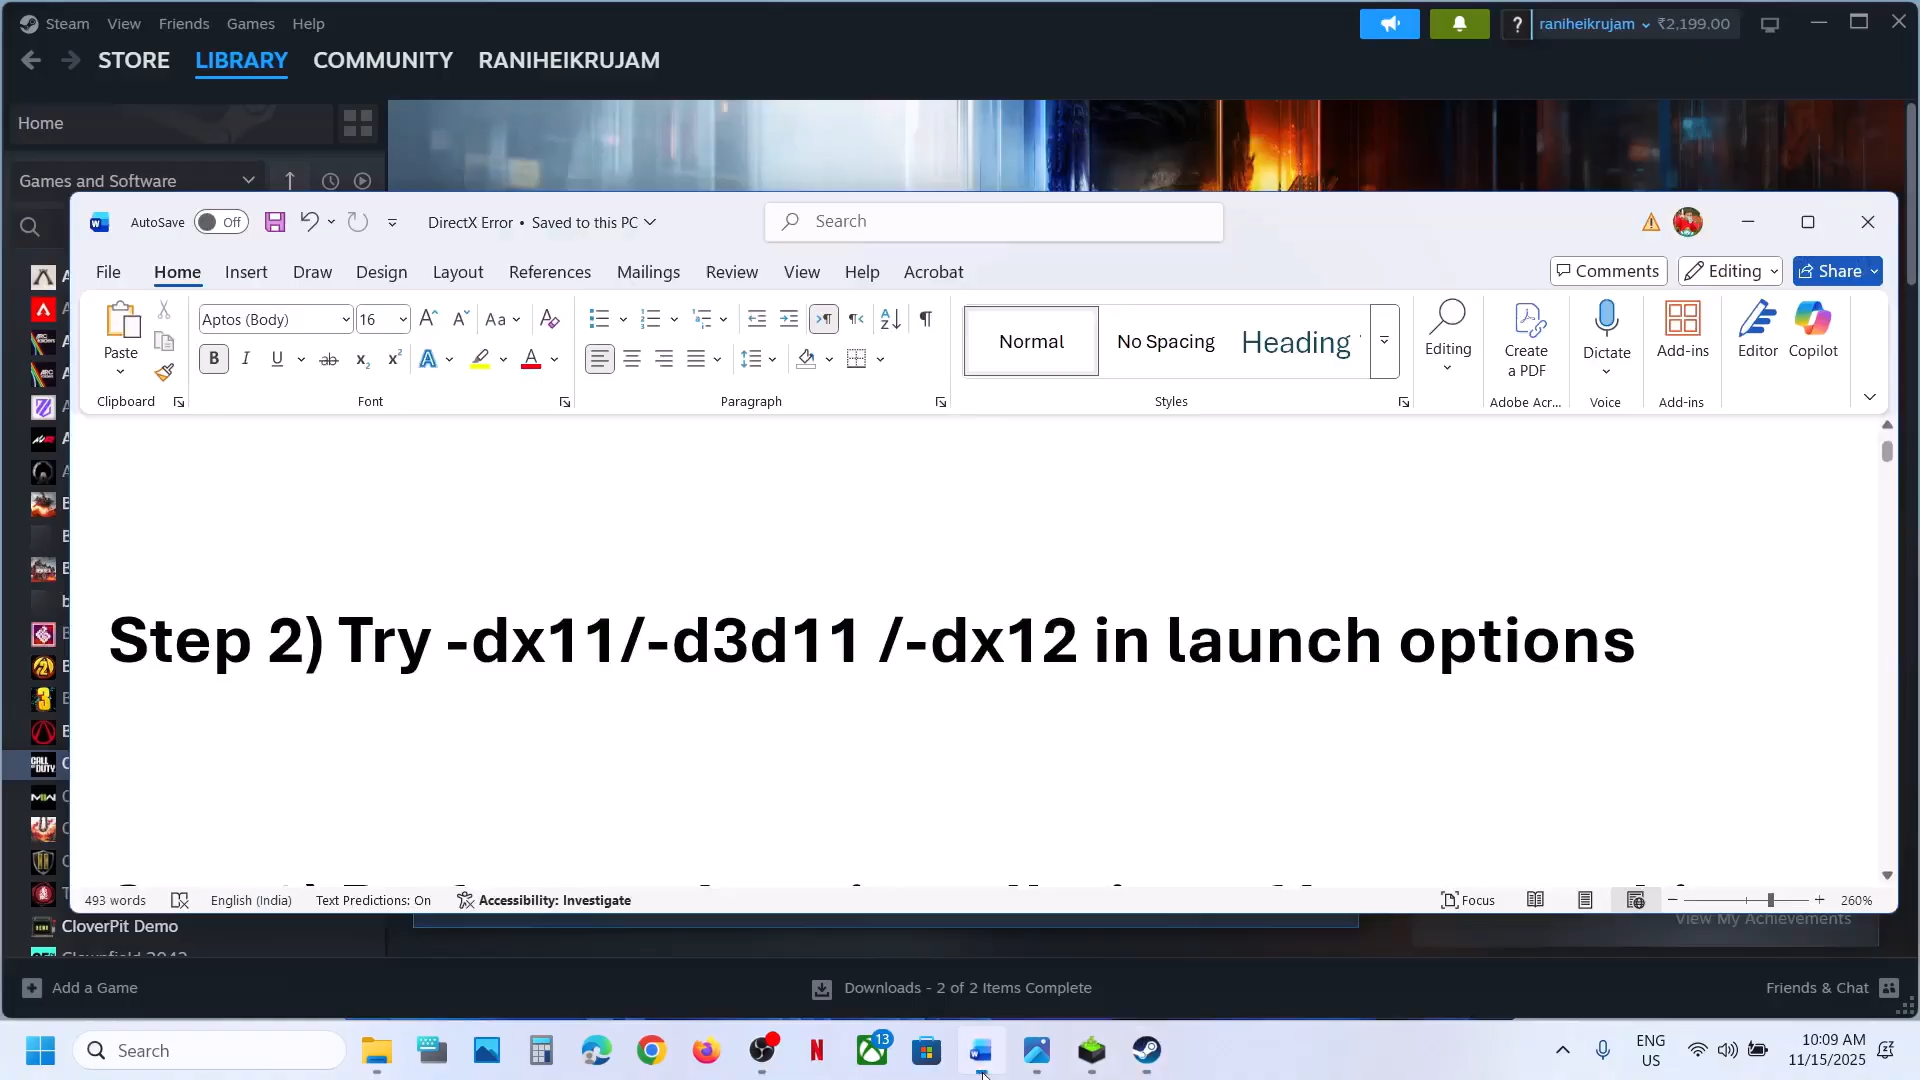 Steam View Friends Games Help
? raniheikrujam ₹2,199.00
STORE LIBRARY COMMUNITY RANIHEIKRUJAM
Home
Games and Software
AutoSave Off DirectX Error • Saved to this PC Search
File Home Insert Draw Design Layout References Mailings Review View Help Acrobat Comments Editing Share
Aptos (Body) 16 Aa
Paste
B I U ab x₂ x² A A
Normal No Spacing Heading
Editing Create a PDF Dictate Add-ins Editor Copilot
Clipboard Font Paragraph Styles Adobe Acr... Voice Add-ins
Step 2) Try -dx11/-d3d11 /-dx12 in launch options
493 words English (India) Text Predictions: On Accessibility: Investigate Focus 260%
CloverPit Demo
View My Achievements
Add a Game Downloads - 2 of 2 Items Complete Friends & Chat
Search 13 ENG US 10:09 AM 11/15/2025